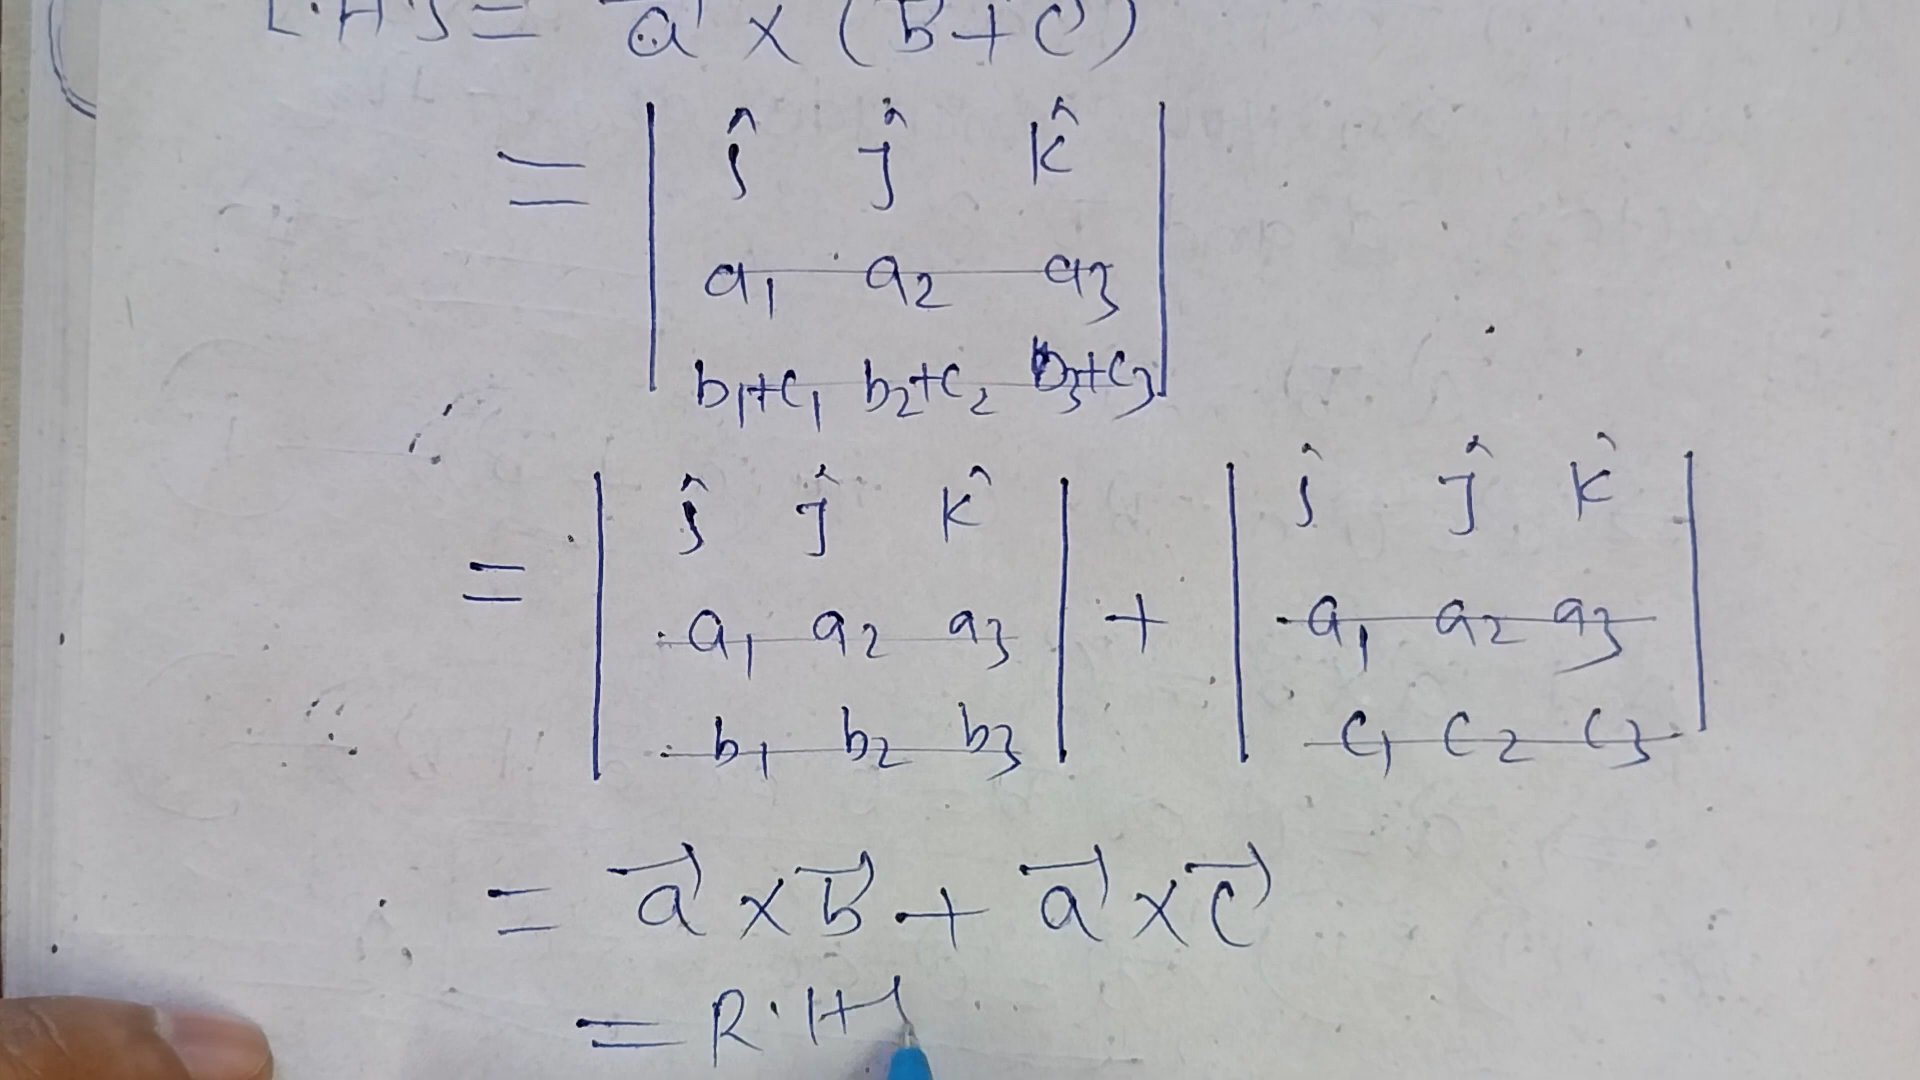 L.H.S = a⃗ × (b⃗ + c⃗)
= | î ĵ k̂ |
| a₁ a₂ a₃ |
| b₁+c₁ b₂+c₂ b₃+c₃ |
= | î ĵ k̂ | + | î ĵ k̂ |
| a₁ a₂ a₃ | | a₁ a₂ a₃ |
| b₁ b₂ b₃ | | c₁ c₂ c₃ |
= a⃗ × b⃗ + a⃗ × c⃗
= R.H